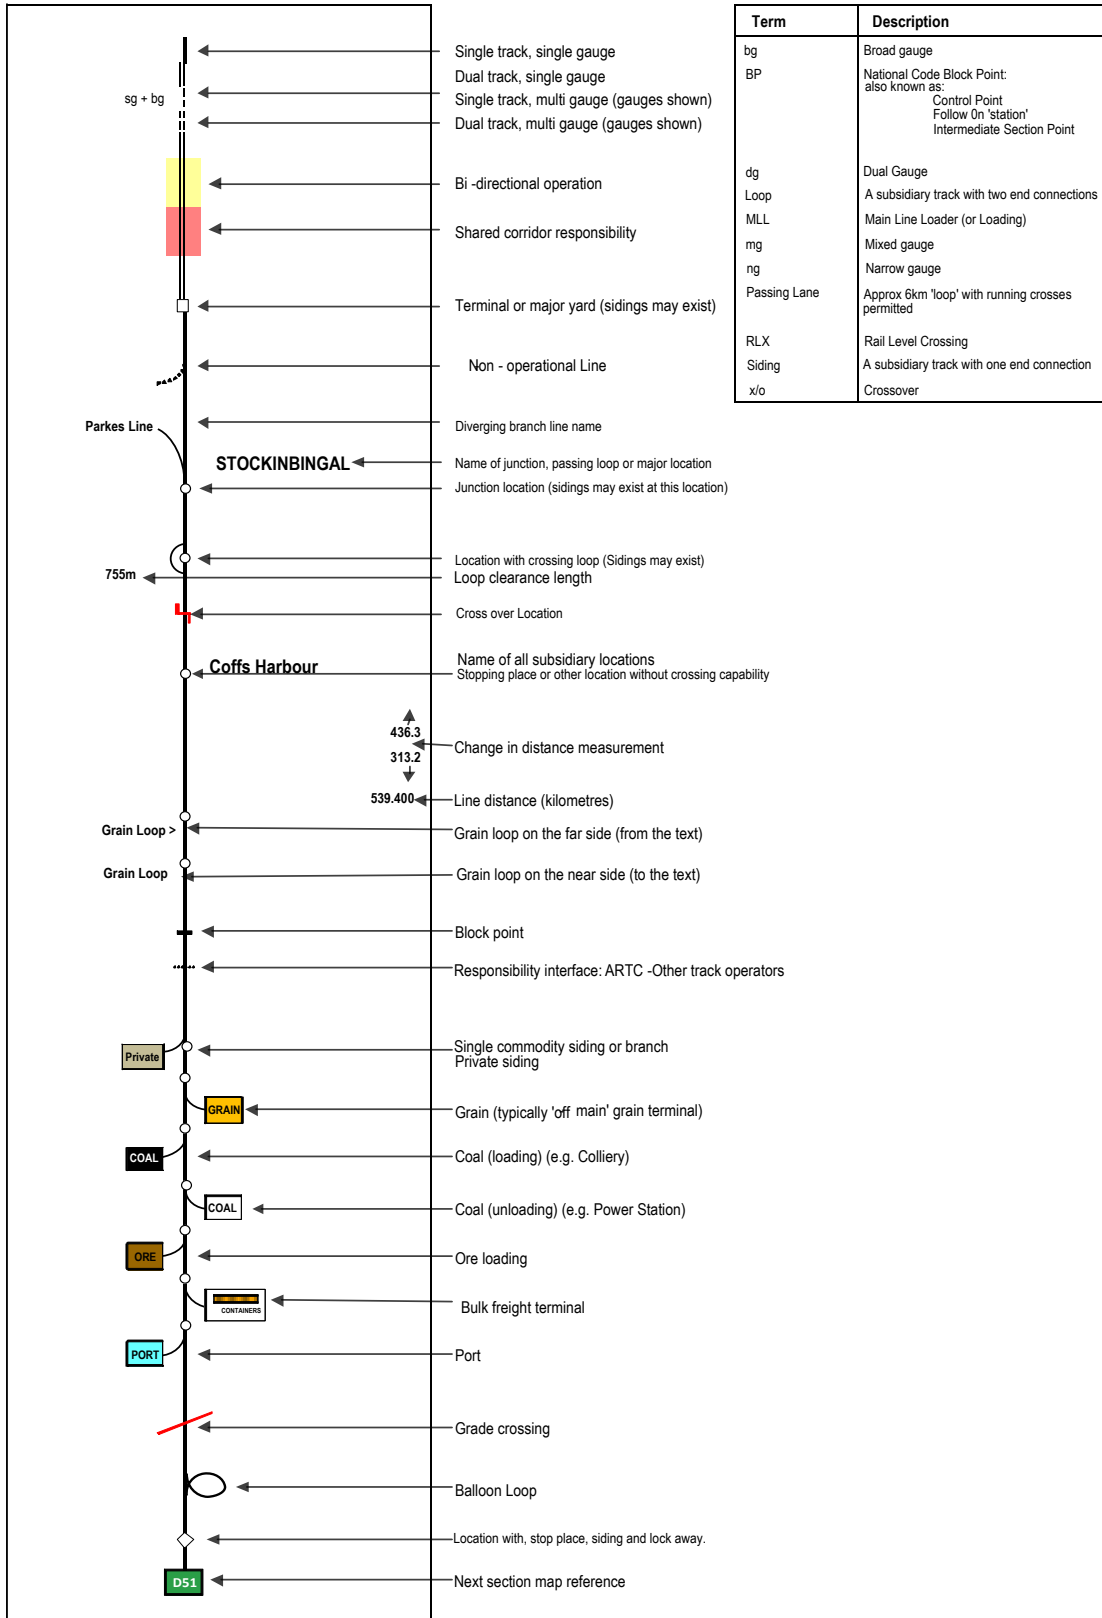 Single track, single gauge
Dual track, single gauge
sg + bg
Single track, multi gauge (gauges shown)
Dual track, multi gauge (gauges shown)
Bi -directional operation
Shared corridor responsibility
Terminal or major yard (sidings may exist)
Non - operational Line
Parkes Line
Diverging branch line name
STOCKINBINGAL
Name of junction, passing loop or major location
Junction location (sidings may exist at this location)
Location with crossing loop (Sidings may exist)
755m
Loop clearance length
Cross over Location
Coffs Harbour
Name of all subsidiary locations
Stopping place or other location without crossing capability
436.3
Change in distance measurement
313.2
539.400
Line distance (kilometres)
Grain Loop >
Grain loop on the far side (from the text)
Grain Loop
Grain loop on the near side (to the text)
Block point
Responsibility interface: ARTC -Other track operators
Private
Single commodity siding or branch
Private siding
GRAIN
Grain (typically 'off main' grain terminal)
COAL
Coal (loading) (e.g. Colliery)
COAL
Coal (unloading) (e.g. Power Station)
ORE
Ore loading
CONTAINERS
Bulk freight terminal
PORT
Port
Grade crossing
Balloon Loop
Location with, stop place, siding and lock away.
D51
Next section map reference
Term Description
bg Broad gauge
BP National Code Block Point:
also known as:
Control Point
Follow 0n 'station'
Intermediate Section Point
dg Dual Gauge
Loop A subsidiary track with two end connections
MLL Main Line Loader (or Loading)
mg Mixed gauge
ng Narrow gauge
Passing Lane Approx 6km 'loop' with running crosses
permitted
RLX Rail Level Crossing
Siding A subsidiary track with one end connection
x/o Crossover